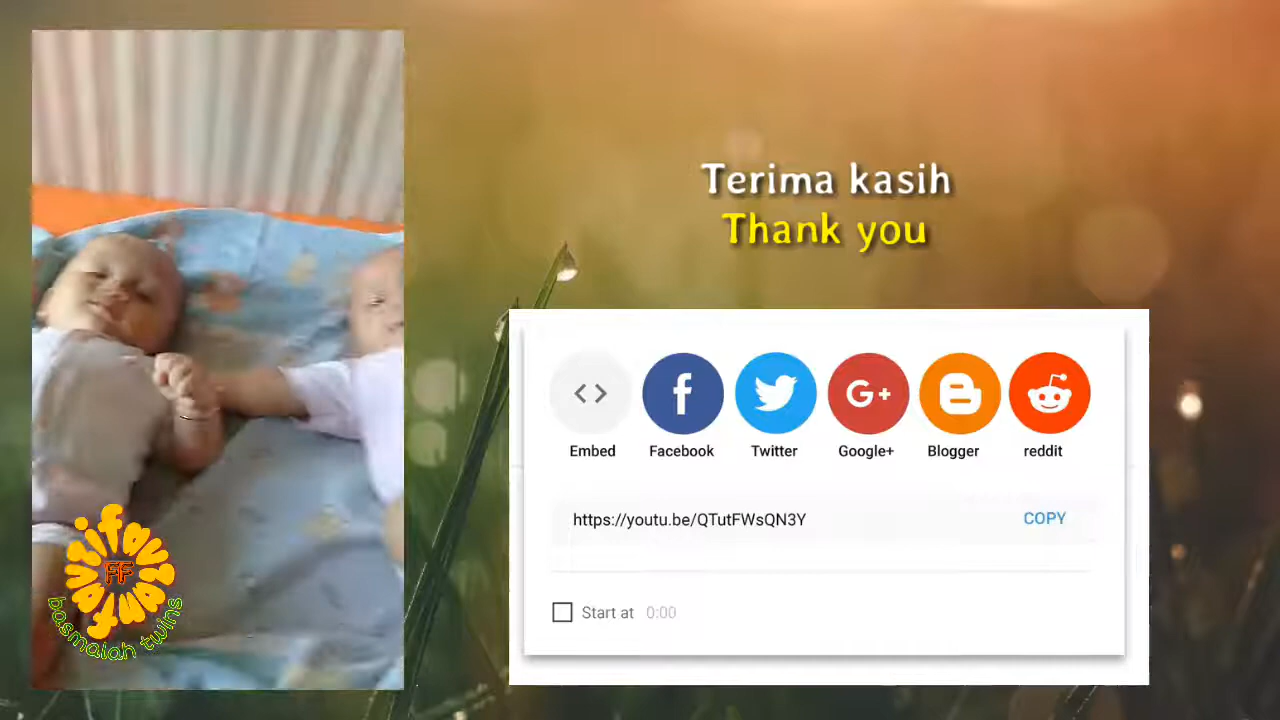 Terima kasih
Thank you
Embed
Facebook
Twitter
Google+
Blogger
reddit
https://youtu.be/QTutFWsQN3Y
COPY
Start at 0:00
FF
basmalah twins